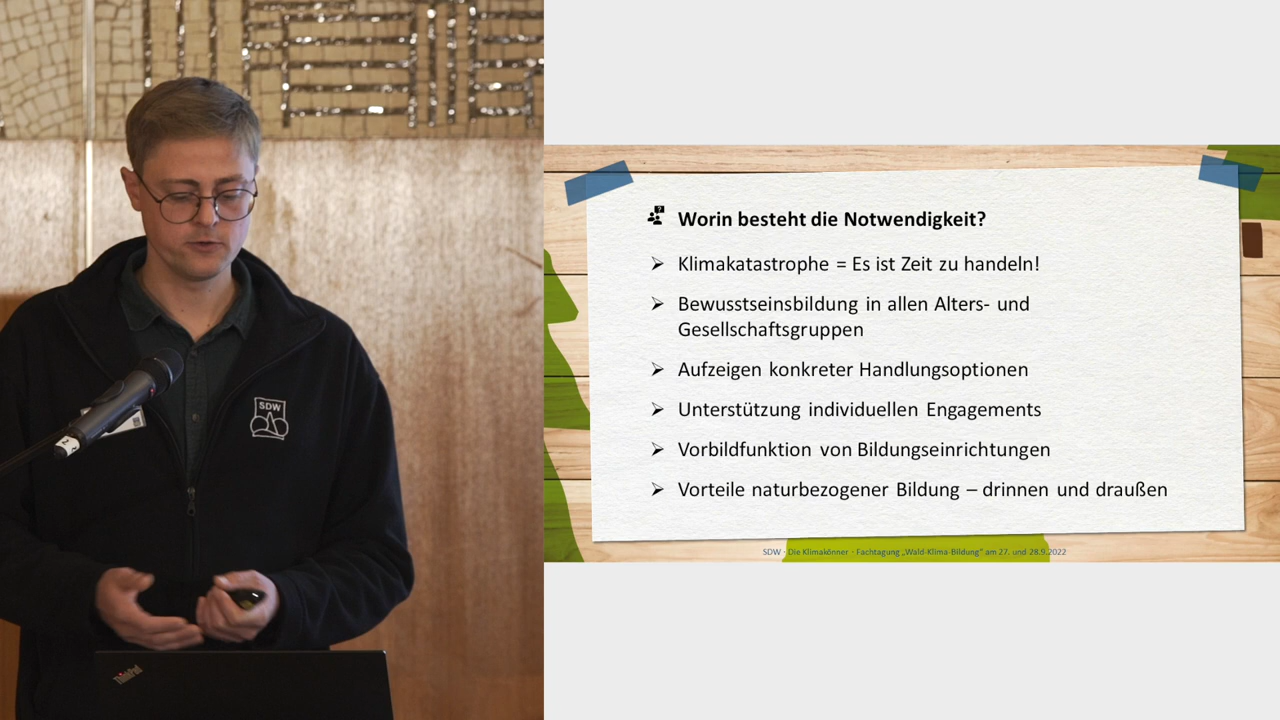 Worin besteht die Notwendigkeit?
Klimakatastrophe = Es ist Zeit zu handeln!
Bewusstseinsbildung in allen Alters- und
Gesellschaftsgruppen
Aufzeigen konkreter Handlungsoptionen
Unterstützung individuellen Engagements
Vorbildfunktion von Bildungseinrichtungen
Vorteile naturbezogener Bildung – drinnen und draußen
SDW · Die Klimakönner · Fachtagung „Wald-Klima-Bildung“ am 27. und 28.9.2022
SDW
ThinkPad